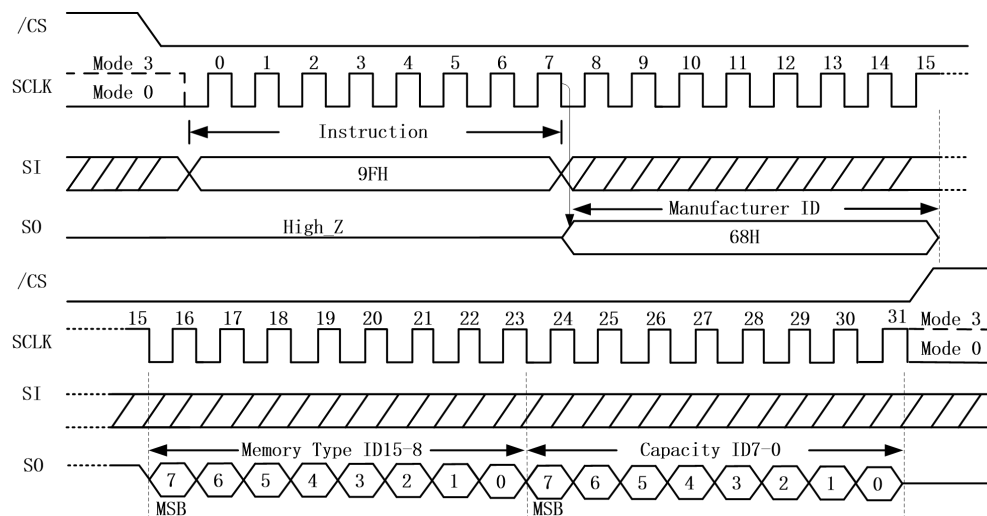 /CS
Mode 3 0 1 2 3 4 5 6 7 8 9 10 11 12 13 14 15
SCLK
Mode 0
Instruction
SI
9FH
Manufacturer ID
SO
High_Z
68H
/CS
15 16 17 18 19 20 21 22 23 24 25 26 27 28 29 30 31 Mode 3
SCLK
Mode 0
SI
Memory Type ID15-8 Capacity ID7-0
SO
7 6 5 4 3 2 1 0 7 6 5 4 3 2 1 0
MSB MSB